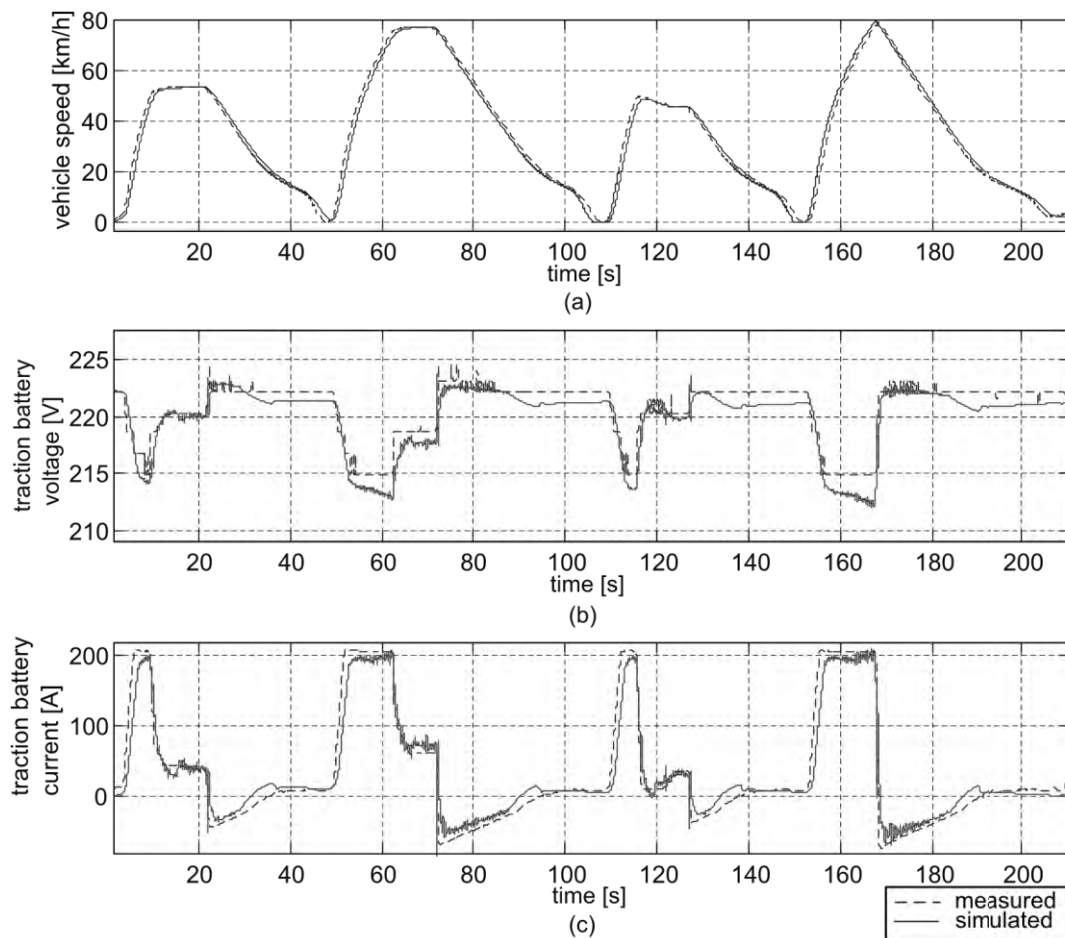 80
60
40
20
0
vehicle speed [km/h]
20 40 60 80 100 120 140 160 180 200
time [s]
(a)
225
220
215
210
traction battery
voltage [V]
20 40 60 80 100 120 140 160 180 200
time [s]
(b)
200
100
0
traction battery
current [A]
20 40 60 80 100 120 140 160 180 200
time [s]
(c)
measured
simulated